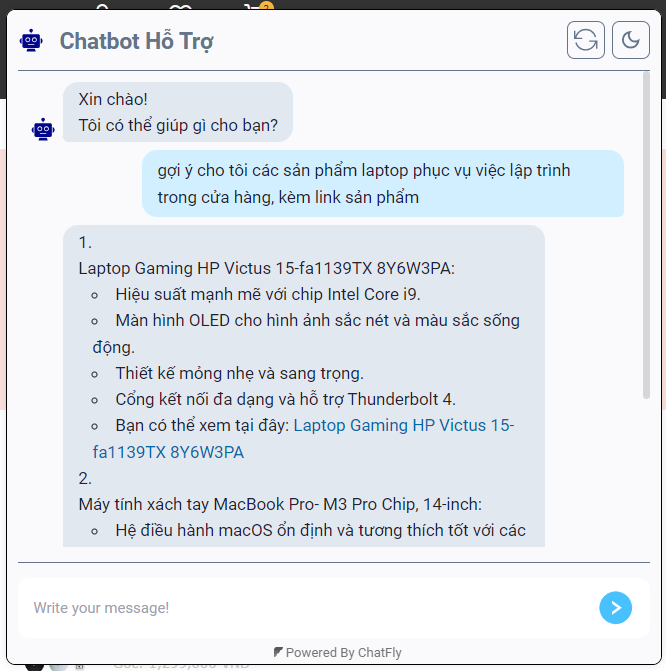 2
Chatbot Hỗ Trợ
Xin chào!
Tôi có thể giúp gì cho bạn?
gợi ý cho tôi các sản phẩm laptop phục vụ việc lập trình
trong cửa hàng, kèm link sản phẩm
1.
Laptop Gaming HP Victus 15-fa1139TX 8Y6W3PA:
Hiệu suất mạnh mẽ với chip Intel Core i9.
Màn hình OLED cho hình ảnh sắc nét và màu sắc sống
động.
Thiết kế mỏng nhẹ và sang trọng.
Cổng kết nối đa dạng và hỗ trợ Thunderbolt 4.
Bạn có thể xem tại đây: Laptop Gaming HP Victus 15-
fa1139TX 8Y6W3PA
2.
Máy tính xách tay MacBook Pro- M3 Pro Chip, 14-inch:
Hệ điều hành macOS ổn định và tương thích tốt với các
Write your message!
Powered By ChatFly